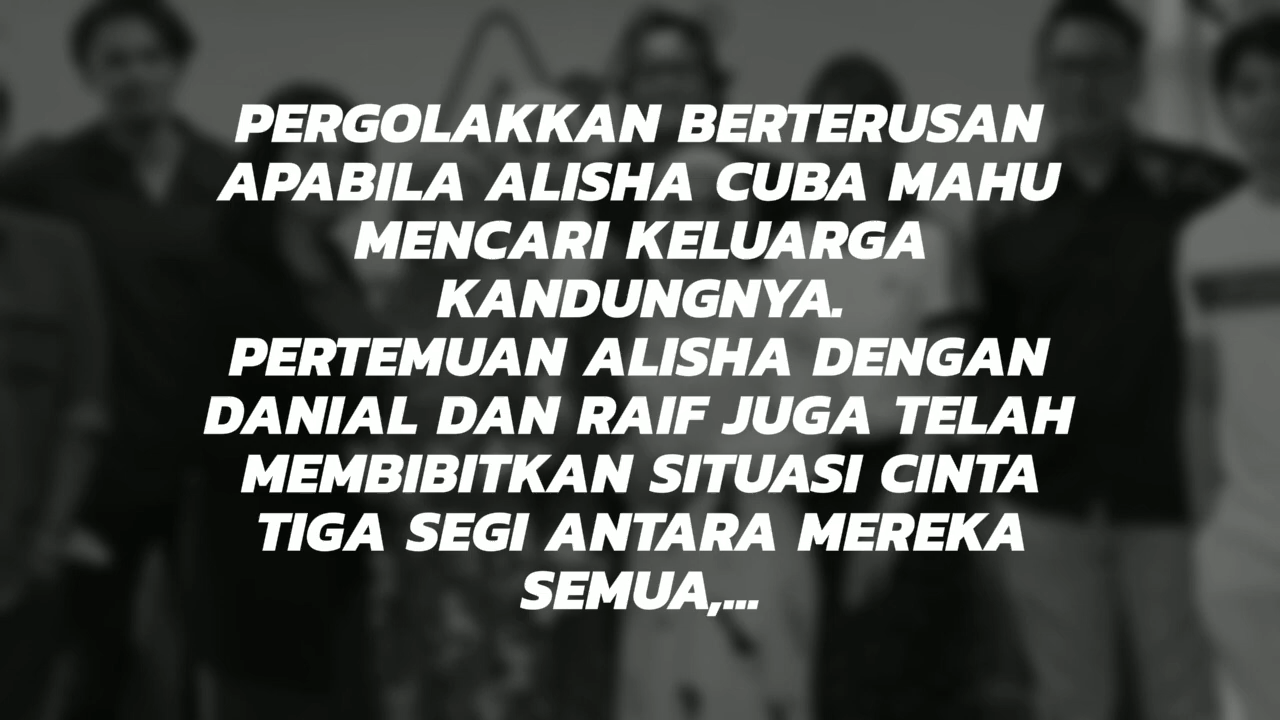 PERGOLAKKAN BERTERUSAN
APABILA ALISHA CUBA MAHU
MENCARI KELUARGA
KANDUNGNYA.
PERTEMUAN ALISHA DENGAN
DANIAL DAN RAIF JUGA TELAH
MEMBIBITKAN SITUASI CINTA
TIGA SEGI ANTARA MEREKA
SEMUA,...